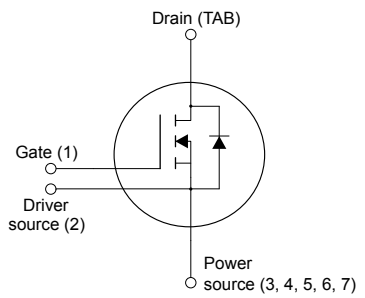 Drain (TAB)
Gate (1)
Driver
source (2)
Power
source (3, 4, 5, 6, 7)